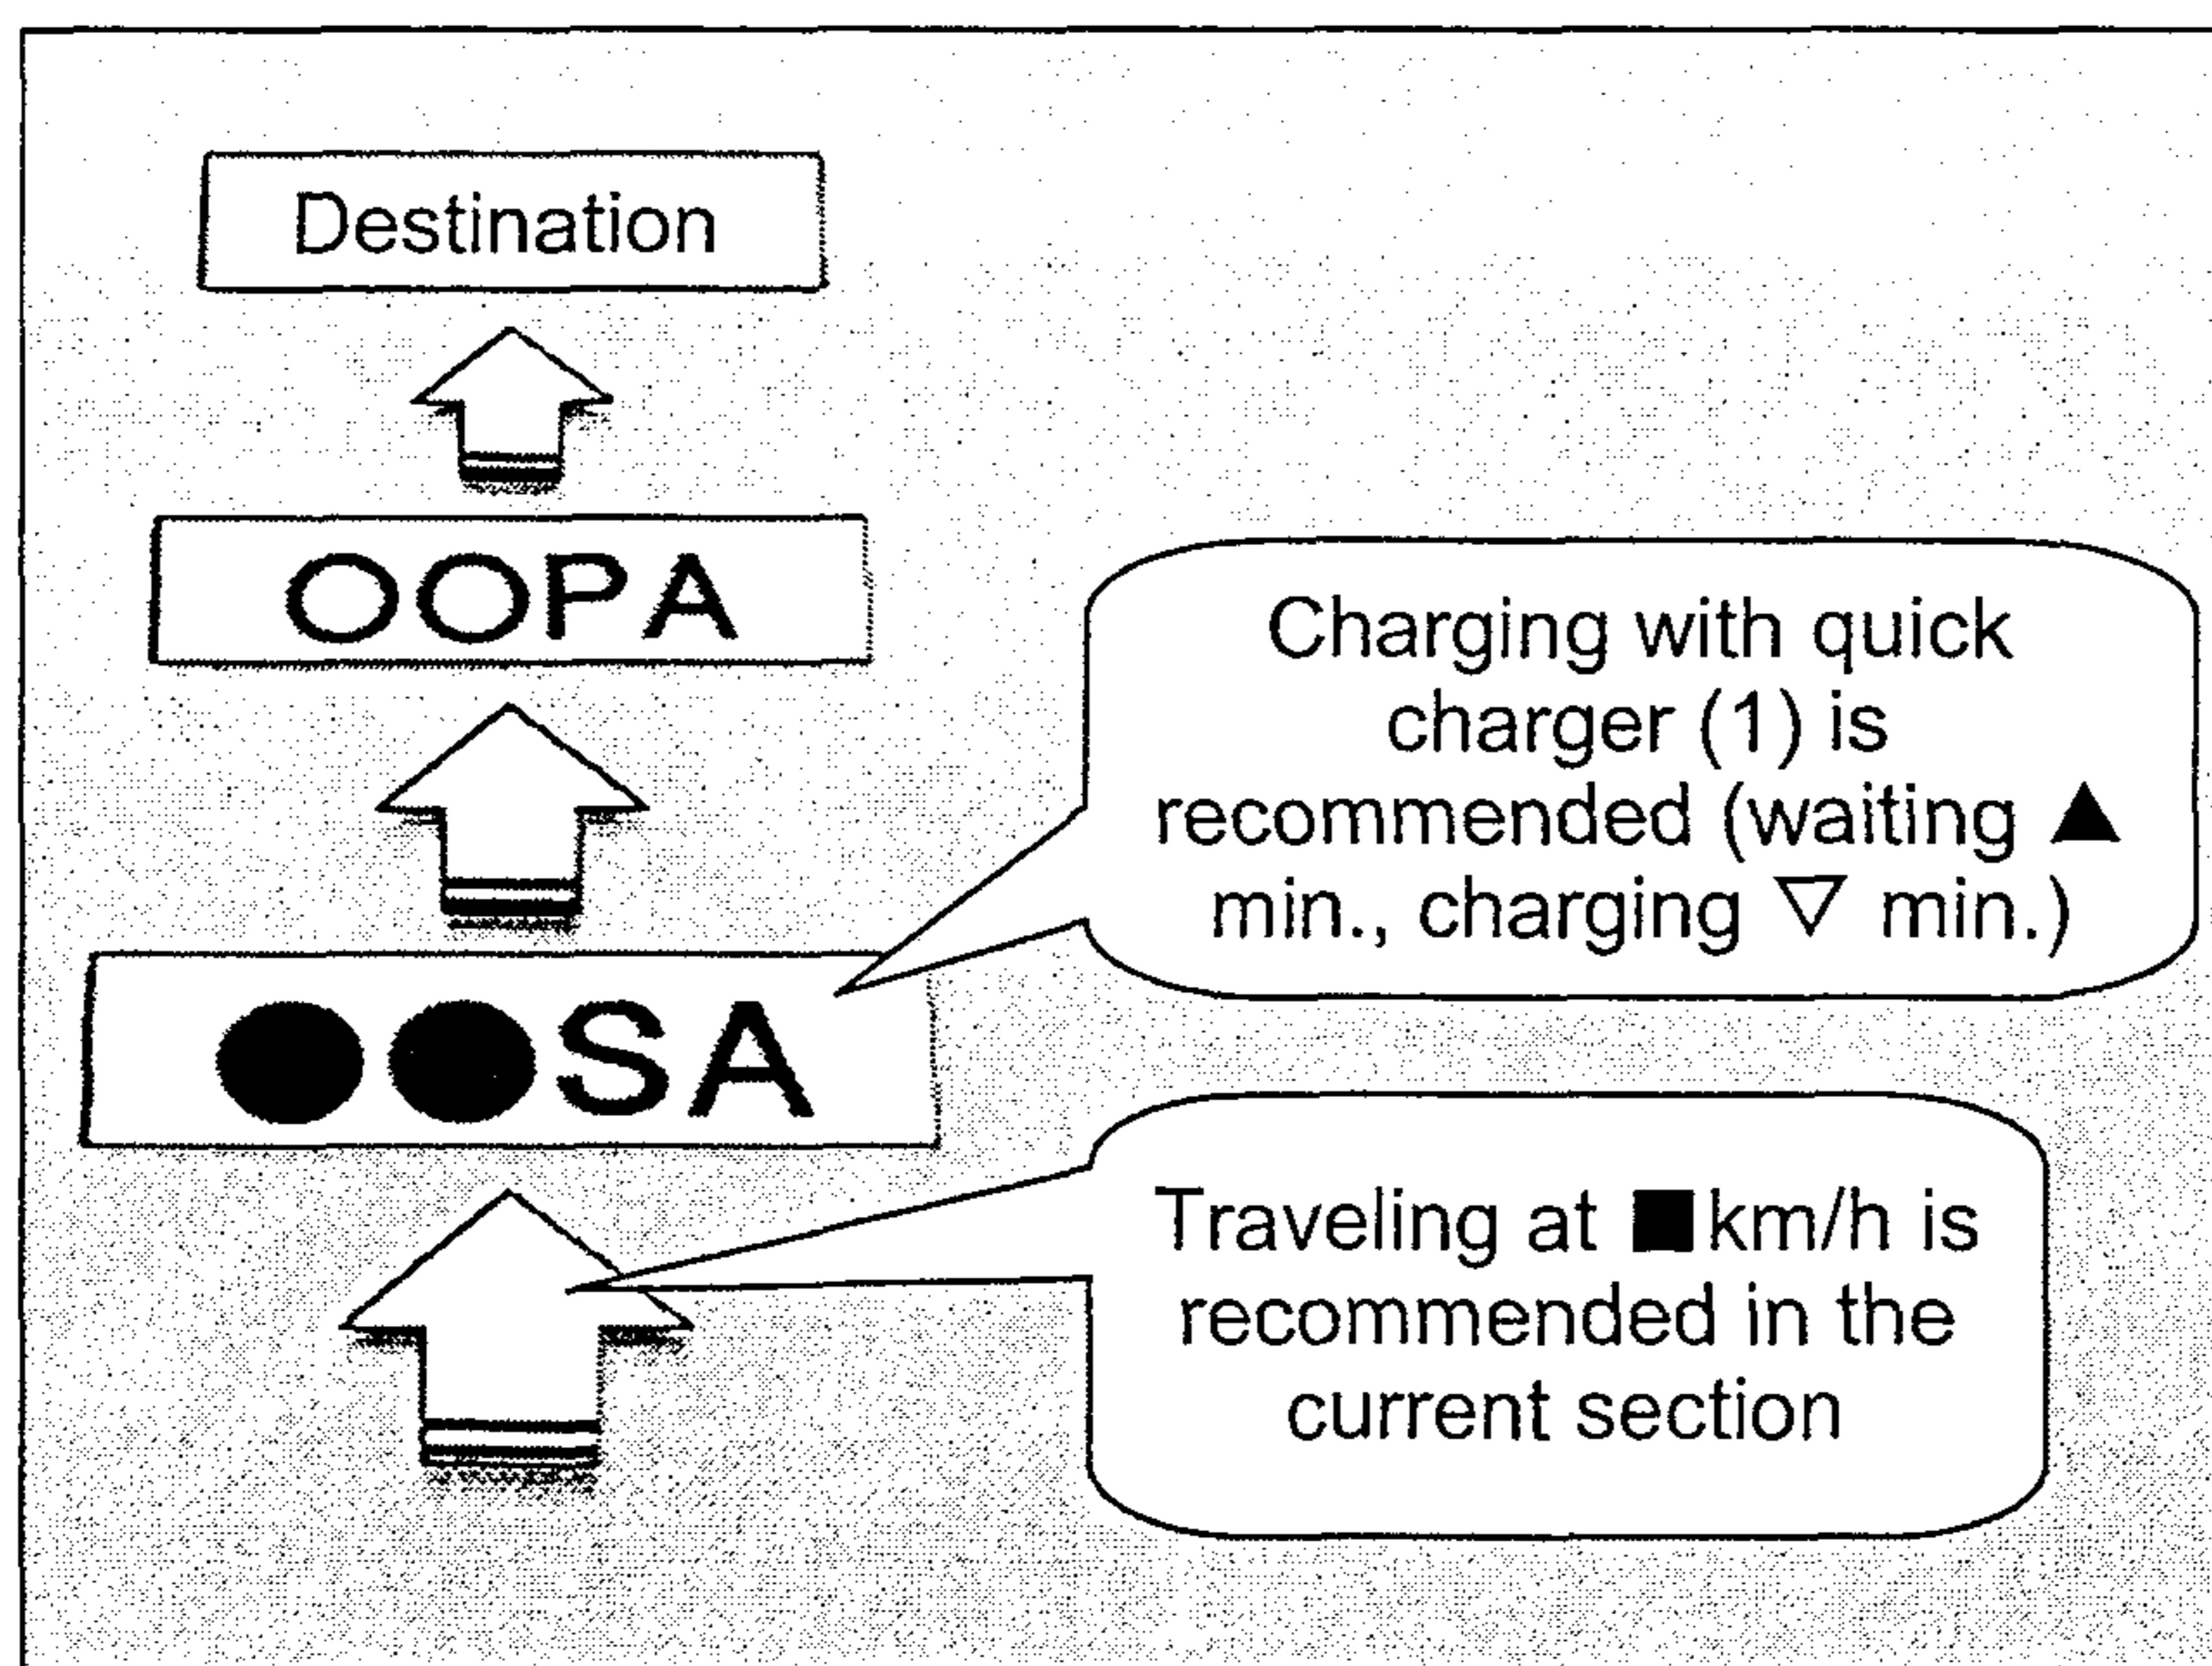 Destination
○○PA
Charging with quick
charger (1) is
recommended (waiting ▲
min., charging ▽ min.)
●●SA
Traveling at ■km/h is
recommended in the
current section